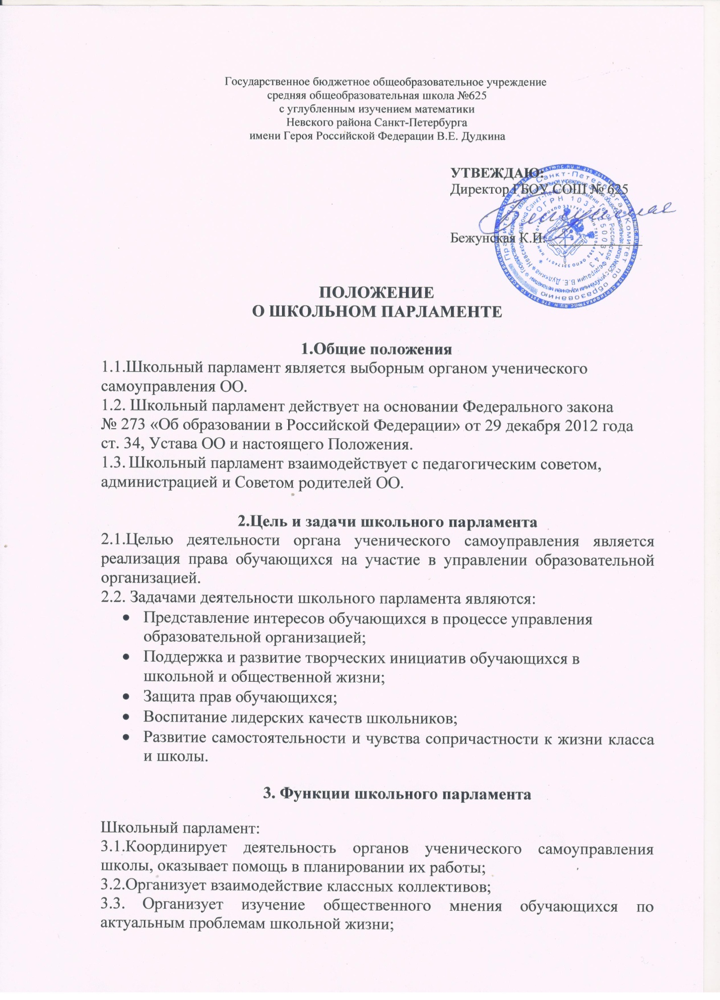 Государственное бюджетное общеобразовательное учреждение
средняя общеобразовательная школа №625
с углубленным изучением математики
Невского района Санкт-Петербурга
имени Героя Российской Федерации В.Е. Дудкина
УТВЕЖДАЮ:
Директор ГБОУ СОШ № 625
Бежунская
Бежунская К.И.
ПОЛОЖЕНИЕ
О ШКОЛЬНОМ ПАРЛАМЕНТЕ
1.Общие положения
1.1.Школьный парламент является выборным органом ученического
самоуправления ОО.
1.2. Школьный парламент действует на основании Федерального закона
№ 273 «Об образовании в Российской Федерации» от 29 декабря 2012 года
ст. 34, Устава ОО и настоящего Положения.
1.3. Школьный парламент взаимодействует с педагогическим советом,
администрацией и Советом родителей ОО.
2.Цель и задачи школьного парламента
2.1.Целью деятельности органа ученического самоуправления является
реализация права обучающихся на участие в управлении образовательной
организацией.
2.2. Задачами деятельности школьного парламента являются:
• Представление интересов обучающихся в процессе управления
образовательной организацией;
• Поддержка и развитие творческих инициатив обучающихся в
школьной и общественной жизни;
• Защита прав обучающихся;
• Воспитание лидерских качеств школьников;
• Развитие самостоятельности и чувства сопричастности к жизни класса
и школы.
3. Функции школьного парламента
Школьный парламент:
3.1.Координирует деятельность органов ученического самоуправления
школы, оказывает помощь в планировании их работы;
3.2.Организует взаимодействие классных коллективов;
3.3. Организует изучение общественного мнения обучающихся по
актуальным проблемам школьной жизни;